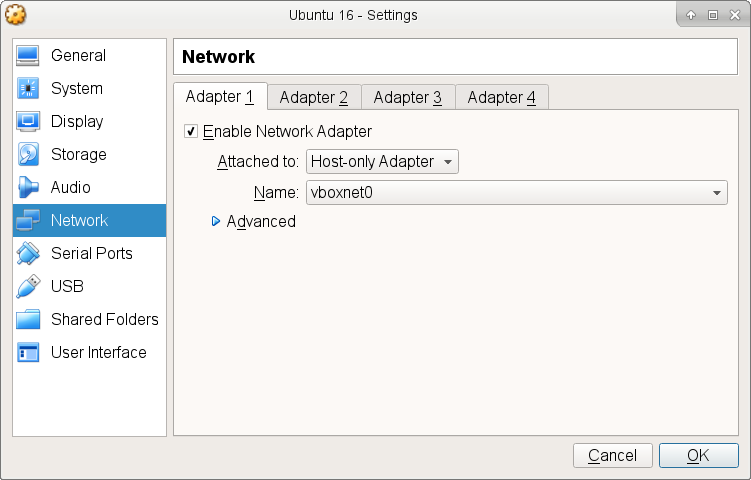 Ubuntu 16 - Settings
General
System
Display
Storage
Audio
Network
Serial Ports
USB
Shared Folders
User Interface
Network
Adapter 1 Adapter 2 Adapter 3 Adapter 4
Enable Network Adapter
Attached to: Host-only Adapter
Name: vboxnet0
Advanced
Cancel OK